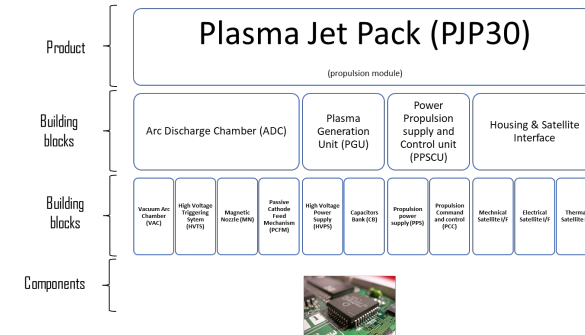 Product
Plasma Jet Pack (PJP30)
(propulsion module)
Building
blocks
Arc Discharge Chamber (ADC)
Plasma
Generation
Unit (PGU)
Power
Propulsion
supply and
Control unit
(PPSCU)
Housing & Satellite
Interface
Building
blocks
Vacuum Arc
Chamber
(VAC)
High Voltage
Triggering
Sytem
(HVTS)
Magnetic
Nozzle (MN)
Passive
Cathode
Feed
Mechanism
(PCFM)
High Voltage
Power
Supply
(HVPS)
Capacitors
Bank (CB)
Propulsion
power
supply (PPS)
Propulsion
Command
and control
(PCC)
Mechnical
Satellite I/F
Electrical
Satellite I/F
Therma
Satellite
Components